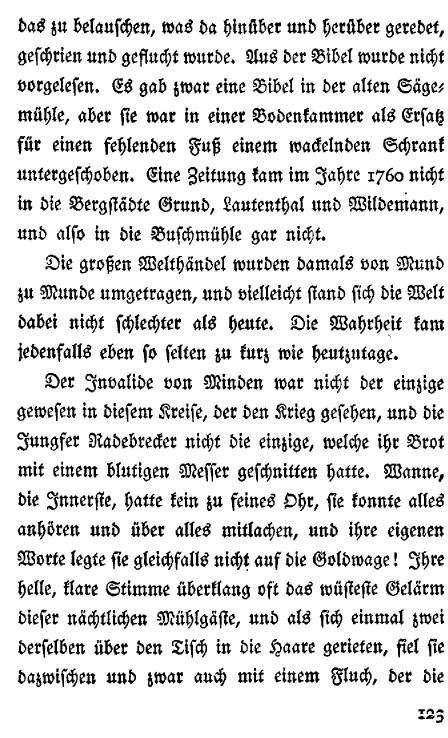 das zu belauschen, was da hinüber und herüber geredet,
geschrien und geflucht wurde. Aus der Bibel wurde nicht
vorgelesen. Es gab zwar eine Bibel in der alten Säge-
mühle, aber sie war in einer Bodenkammer als Ersatz
für einen fehlenden Fuß einem wackelnden Schrank
untergeschoben. Eine Zeitung kam im Jahre 1760 nicht
in die Bergstädte Grund, Lautenthal und Wildemann,
und also in die Buschmühle gar nicht.
Die großen Welthändel wurden damals von Mund
zu Munde umgetragen, und vielleicht stand sich die Welt
dabei nicht schlechter als heute. Die Wahrheit kam
jedenfalls eben so selten zu kurz wie heutzutage.
Der Invalide von Minden war nicht der einzige
gewesen in diesem Kreise, der den Krieg gesehen, und die
Jungfer Radebrecker nicht die einzige, welche ihr Brot
mit einem blutigen Messer geschnitten hatte. Wanne,
die Innerste, hatte kein zu feines Ohr, sie konnte alles
anhören und über alles mitlachen, und ihre eigenen
Worte legte sie gleichfalls nicht auf die Goldwage! Ihre
helle, klare Stimme überklang oft das wüsteste Gelärm
dieser nächtlichen Mühlgäste, und als sich einmal zwei
derselben über den Tisch in die Haare gerieten, fiel sie
dazwischen und zwar auch mit einem Fluch, der die
123